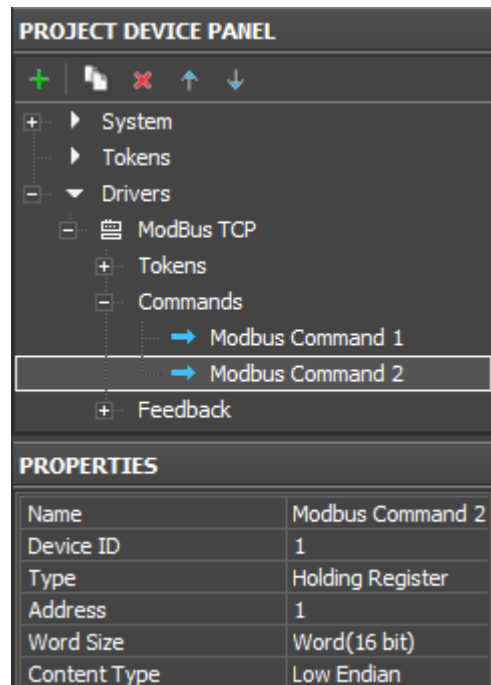 PROJECT DEVICE PANEL
System
Tokens
Drivers
ModBus TCP
Tokens
Commands
Modbus Command 1
Modbus Command 2
Feedback
PROPERTIES
Name Modbus Command 2
Device ID 1
Type Holding Register
Address 1
Word Size Word(16 bit)
Content Type Low Endian